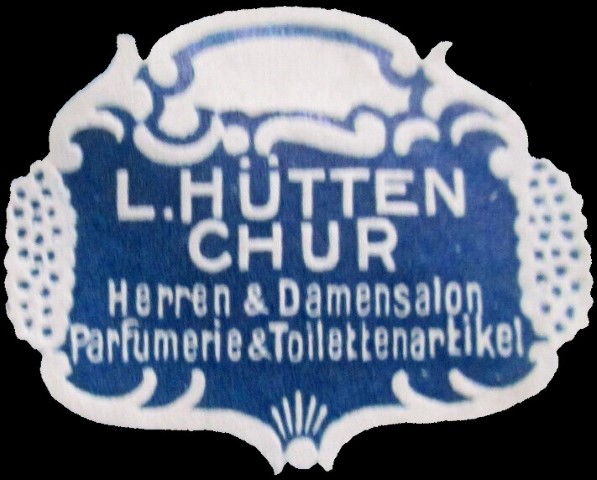 L. HÜTTEN
CHUR
Herren & Damensalon
Parfumerie & Toilettenartikel